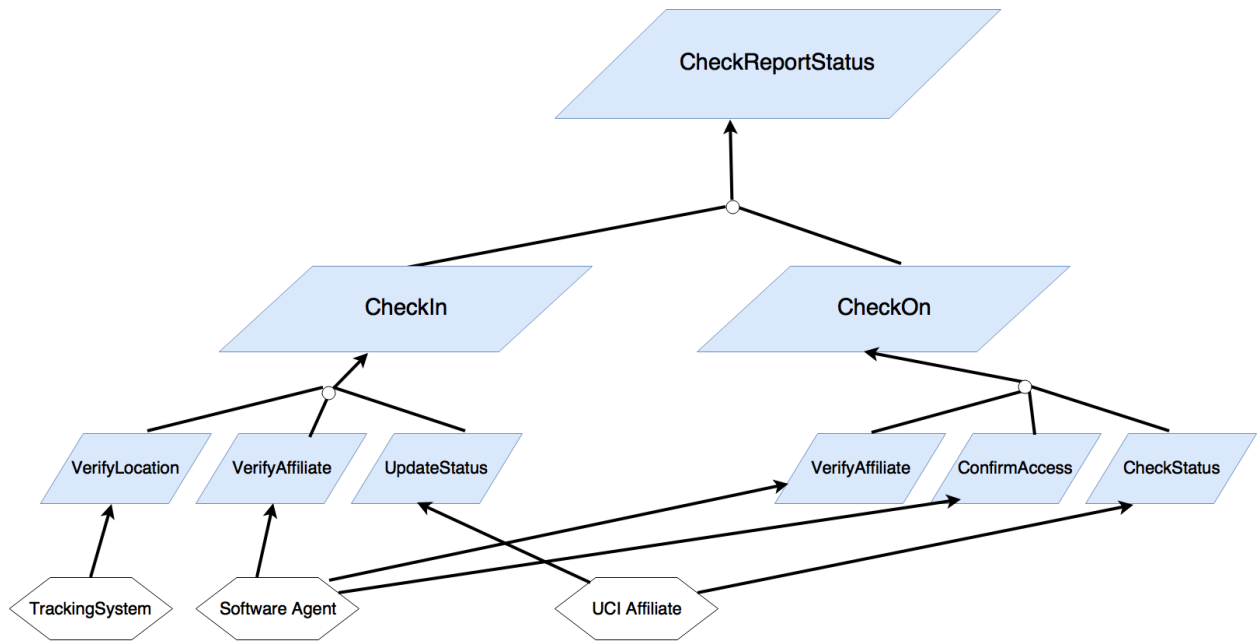 CheckReportStatus
CheckIn
CheckOn
VerifyLocation
VerifyAffiliate
UpdateStatus
VerifyAffiliate
ConfirmAccess
CheckStatus
TrackingSystem
Software Agent
UCI Affiliate